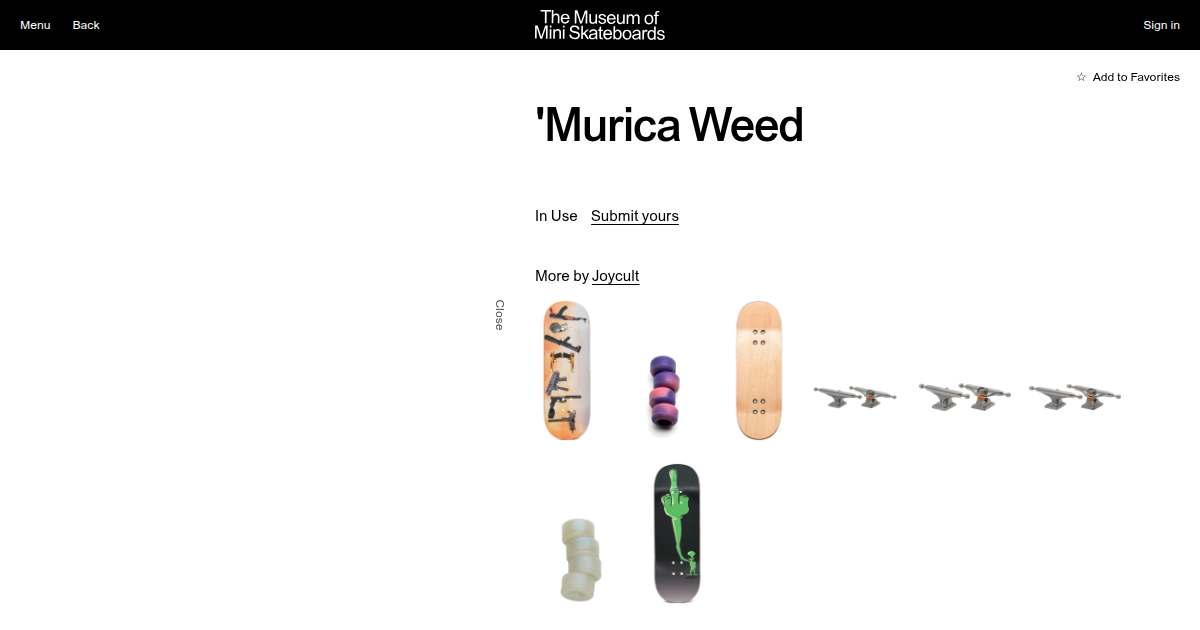 Menu
Back
The Museum of
Mini Skateboards
Sign in
☆ Add to Favorites
'Murica Weed
In Use Submit yours
More by Joycult
Close
Joycult